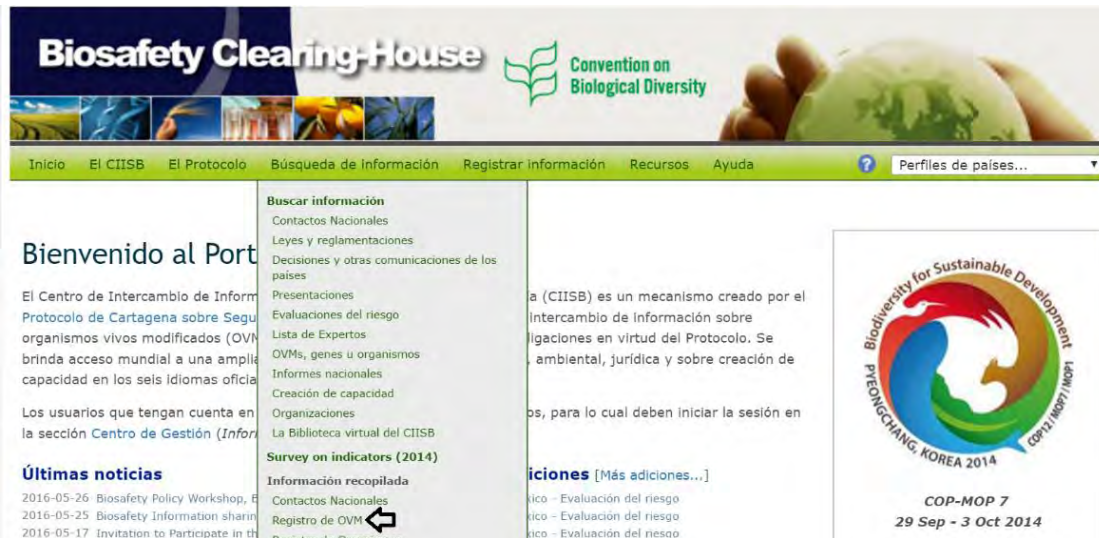 Biosafety Clearing-House
Convention on
Biological Diversity
Inicio El CIISB El Protocolo Búsqueda de información Registrar información Recursos Ayuda ? Perfiles de países...
Buscar información
Contactos Nacionales
Leyes y reglamentaciones
Decisiones y otras comunicaciones de los
países
Presentaciones
Evaluaciones del riesgo
Lista de Expertos
OVMs, genes u organismos
Informes nacionales
Creación de capacidad
Organizaciones
La Biblioteca virtual del CIISB
Survey on indicators (2014)
Información recopilada
Contactos Nacionales
Registro de OVM
Bienvenido al Port
El Centro de Intercambio de Inform a (CIISB) es un mecanismo creado por el
Protocolo de Cartagena sobre Segu intercambio de información sobre
organismos vivos modificados (OVM ligaciones en virtud del Protocolo. Se
brinda acceso mundial a una amplia , ambiental, jurídica y sobre creación de
capacidad en los seis idiomas oficia
Los usuarios que tengan cuenta en os, para lo cual deben iniciar la sesión en
la sección Centro de Gestión (Infor
Últimas noticias iciones [Más adiciones...]
2016-05-26 Biosafety Policy Workshop, B xico - Evaluación del riesgo
2016-05-25 Biosafety Information sharin xico - Evaluación del riesgo
2016-05-17 Invitation to Participate in th xico - Evaluación del riesgo
Biodiversity for Sustainable Development
PYEONGCHANG, KOREA 2014
COP12/MOP7/MOP1
COP-MOP 7
29 Sep - 3 Oct 2014